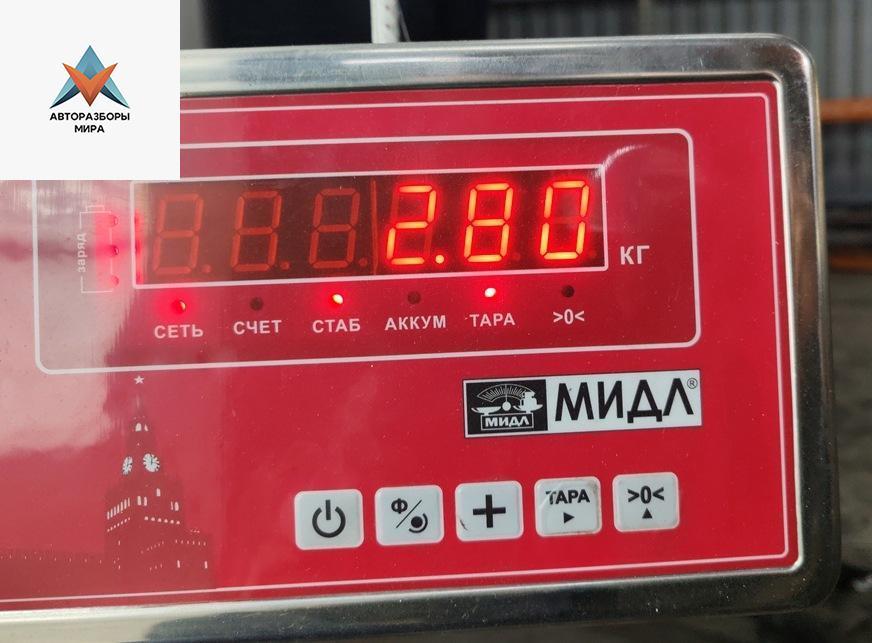 АВТОРАЗБОРЫ
МИРА
заряд
2.80
КГ
СЕТЬ СЧЕТ СТАБ АККУМ ТАРА >0<
МИДЛ МИДЛ®
Ф ТАРА >0<